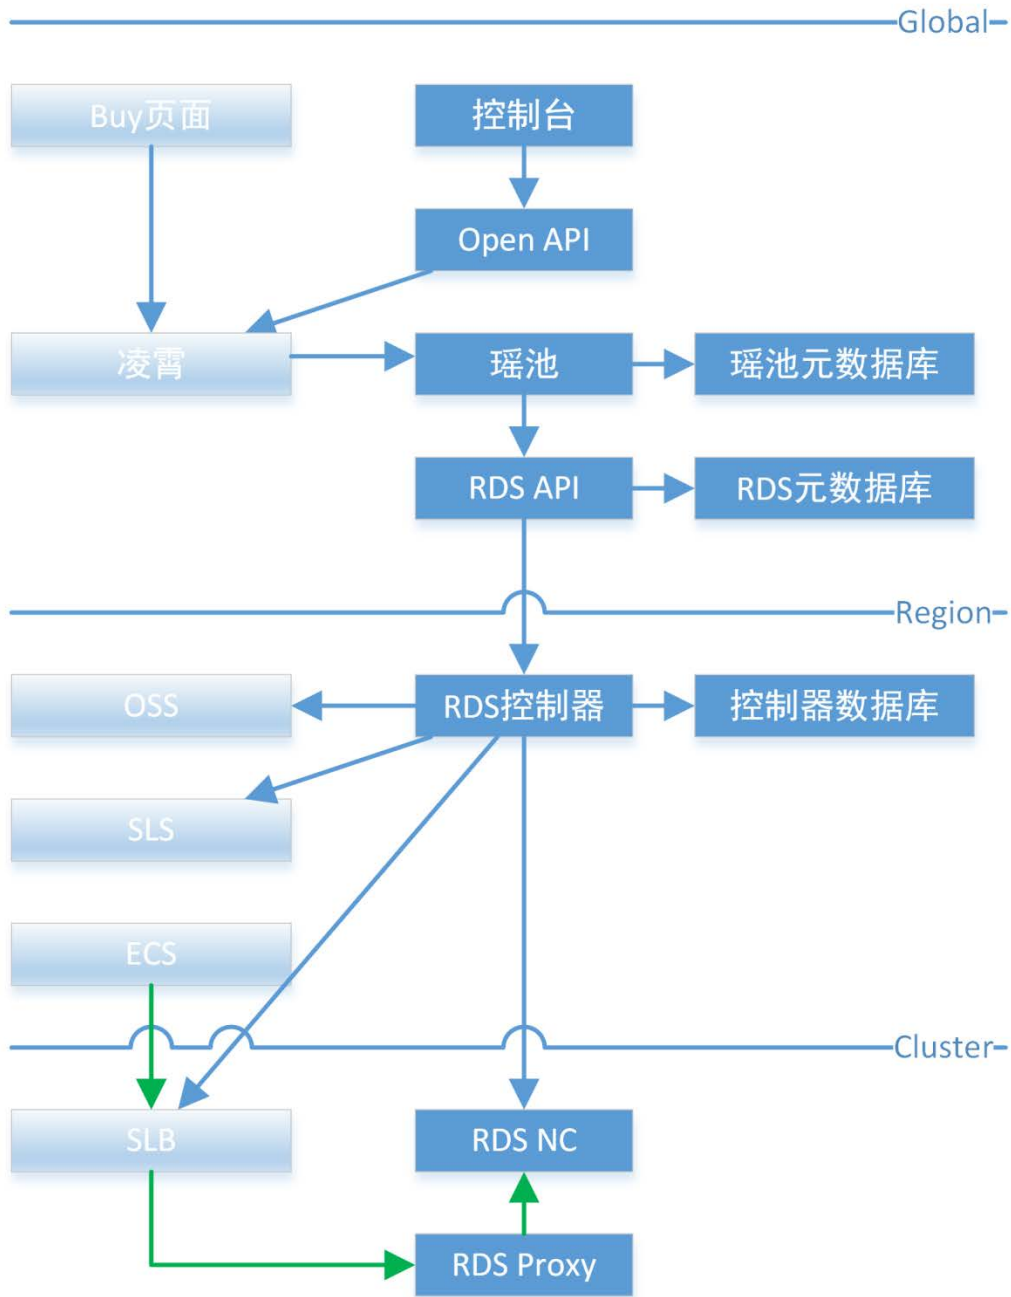 Global
Buy页面
控制台
Open API
凌霄
瑶池
瑶池元数据库
RDS API
RDS元数据库
Region
OSS
RDS控制器
控制器数据库
SLS
ECS
Cluster
SLB
RDS NC
RDS Proxy